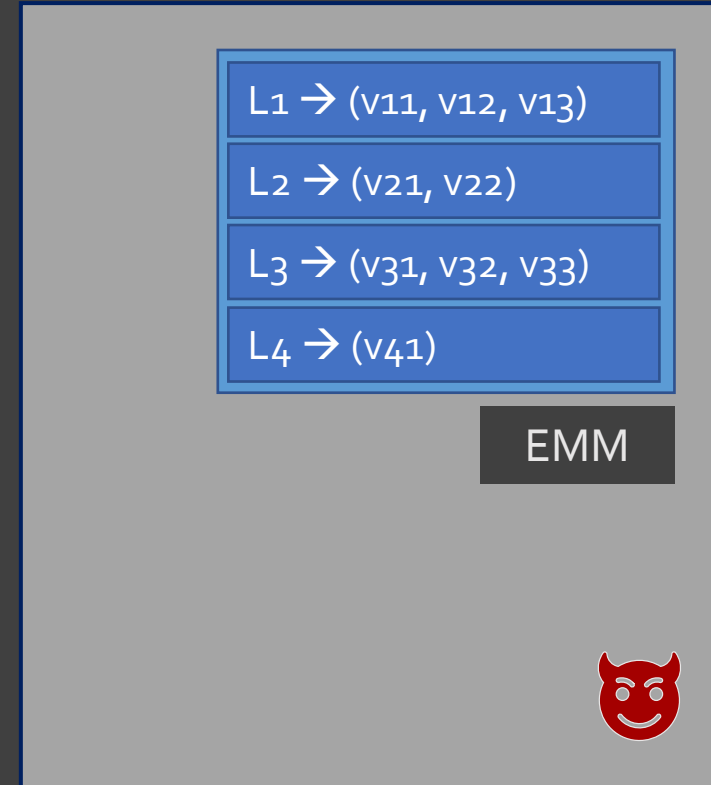 L1 → (v11, v12, v13)
L2 → (v21, v22)
L3 → (v31, v32, v33)
L4 → (v41)
EMM